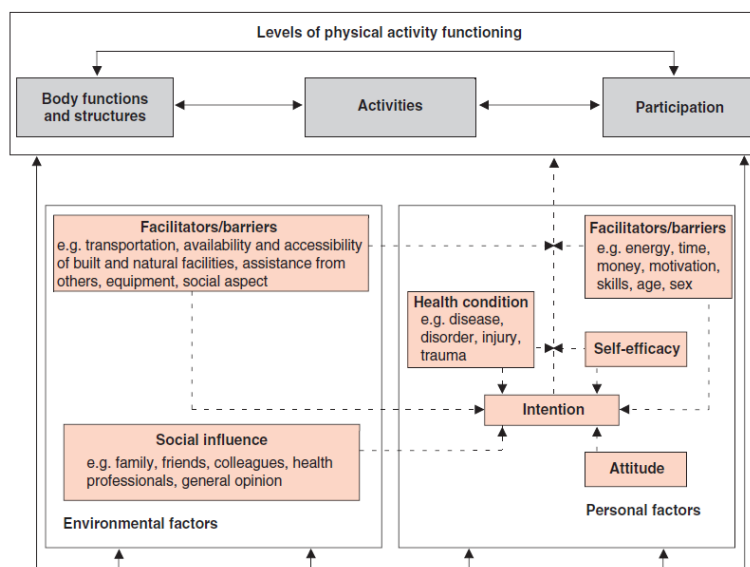 Levels of physical activity functioning
Body functions
and structures
Activities
Participation
Facilitators/barriers
e.g. transportation, availability and accessibility
of built and natural facilities, assistance from
others, equipment, social aspect
Facilitators/barriers
e.g. energy, time,
money, motivation,
skills, age, sex
Health condition
e.g. disease,
disorder, injury,
trauma
Self-efficacy
Intention
Social influence
e.g. family, friends, colleagues, health
professionals, general opinion
Attitude
Environmental factors
Personal factors